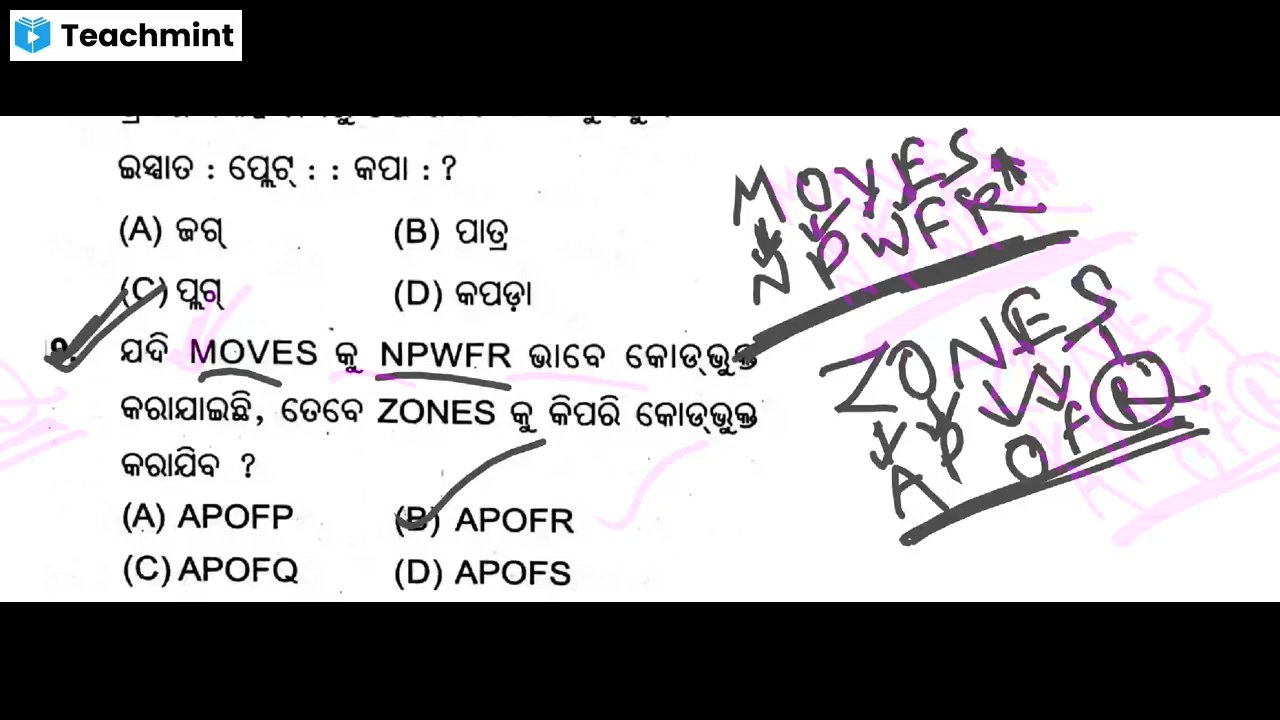 Teachmint
ଇସ୍ପାତ : ପ୍ଲେଟ୍ : : କପା : ?
(A) ଜଗ୍ (B) ପାତ୍ର
(C) ପ୍ଲଗ୍ (D) କପଡ଼ା
ଯଦି MOVES କୁ NPWFR ଭାବେ କୋଡ୍‌ଭୁକ୍ତ
କରାଯାଇଛି, ତେବେ ZONES କୁ କିପରି କୋଡ୍‌ଭୁକ୍ତ
କରାଯିବ ?
(A) APOFP (B) APOFR
(C) APOFQ (D) APOFS
MOVES
NPWFR
ZONES
APOFR